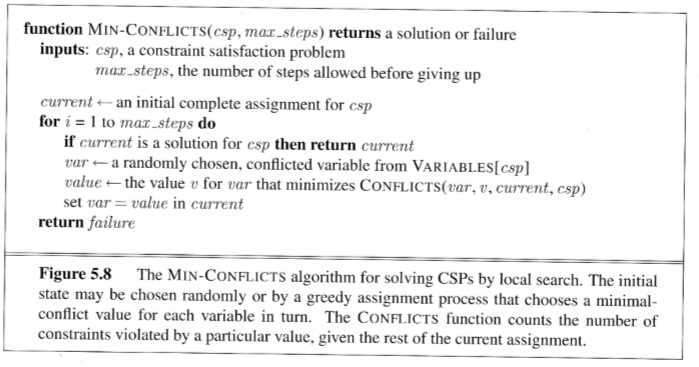 function MIN-CONFLICTS(csp, max_steps) returns a solution or failure
inputs: csp, a constraint satisfaction problem
max_steps, the number of steps allowed before giving up
current ← an initial complete assignment for csp
for i = 1 to max_steps do
if current is a solution for csp then return current
var ← a randomly chosen, conflicted variable from VARIABLES[csp]
value ← the value v for var that minimizes CONFLICTS(var, v, current, csp)
set var = value in current
return failure
Figure 5.8 The MIN-CONFLICTS algorithm for solving CSPs by local search. The initial
state may be chosen randomly or by a greedy assignment process that chooses a minimal-
conflict value for each variable in turn. The CONFLICTS function counts the number of
constraints violated by a particular value, given the rest of the current assignment.